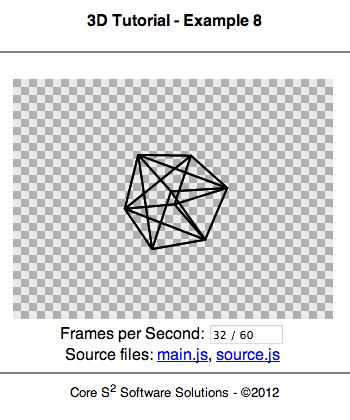 3D Tutorial - Example 8
Frames per Second: 32 / 60
Source files: main.js, source.js
Core S² Software Solutions - ©2012